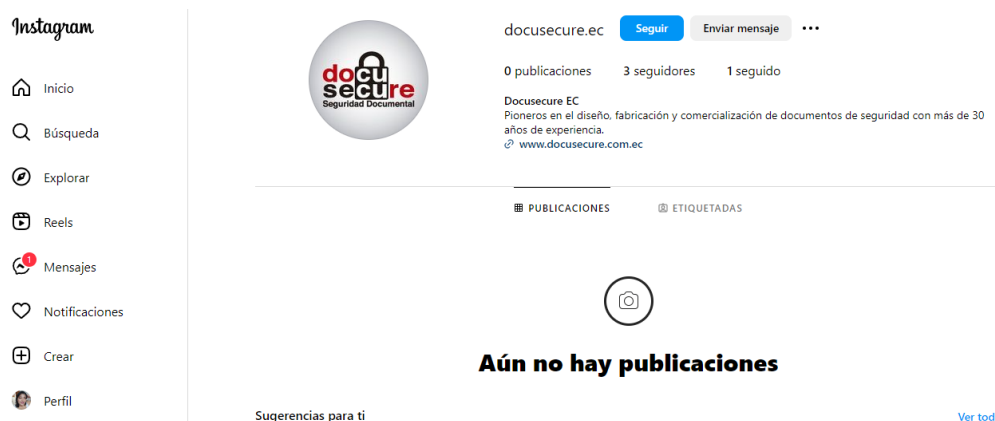 Instagram
Inicio
Búsqueda
Explorar
Reels
1
Mensajes
Notificaciones
Crear
Perfil
docu
secure
Seguridad Documental
docusecure.ec
Seguir
Enviar mensaje
0 publicaciones 3 seguidores 1 seguido
Docusecure EC
Pioneros en el diseño, fabricación y comercialización de documentos de seguridad con más de 30
años de experiencia.
www.docusecure.com.ec
PUBLICACIONES
ETIQUETADAS
Aún no hay publicaciones
Sugerencias para ti
Ver tod